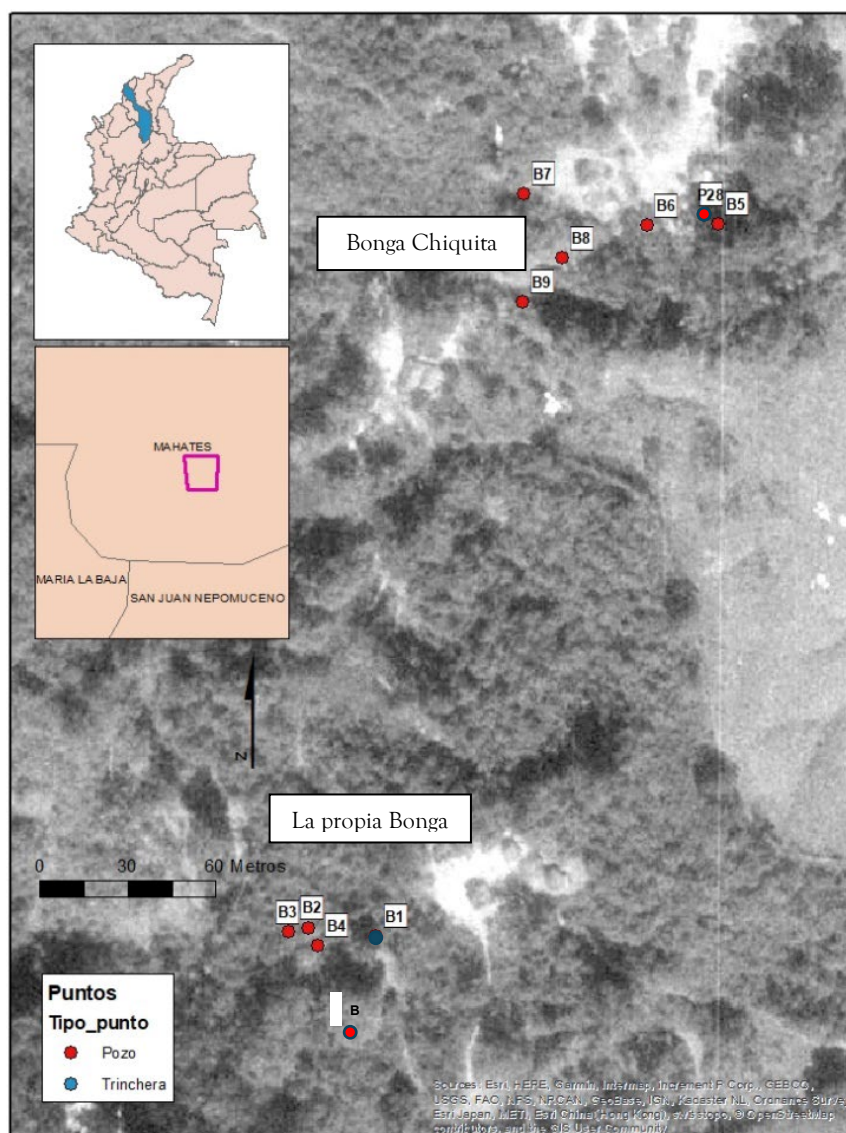 B7
P28
B6
B5
Bonga Chiquita
B8
B9
MAHATES
MARIA LA BAJA
SAN JUAN NEPOMUCENO
N
La propia Bonga
0 30 60 Metros
B3
B2
B4
B1
B
Puntos
Tipo_punto
Pozo
Trinchera
Sources: Esri, HERE, Garmin, Intermap, Increment P Corp., GEBCO,
USGS, FAO, NPS, NRCAN, GeoBase, IGN, Kadaster NL, Ordnance Survey,
Esri Japan, METI, Esri China (Hong Kong), swisstopo, © OpenStreetMap
contributors, and the GIS User Community